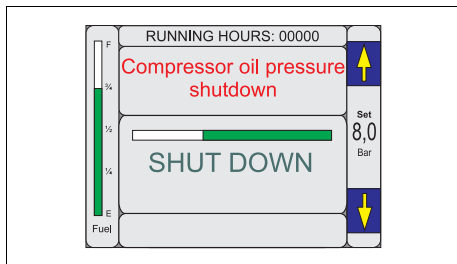 RUNNING HOURS: 00000
F
¾
½
¼
E
Fuel
Compressor oil pressure
shutdown
SHUT DOWN
Set
8,0
Bar